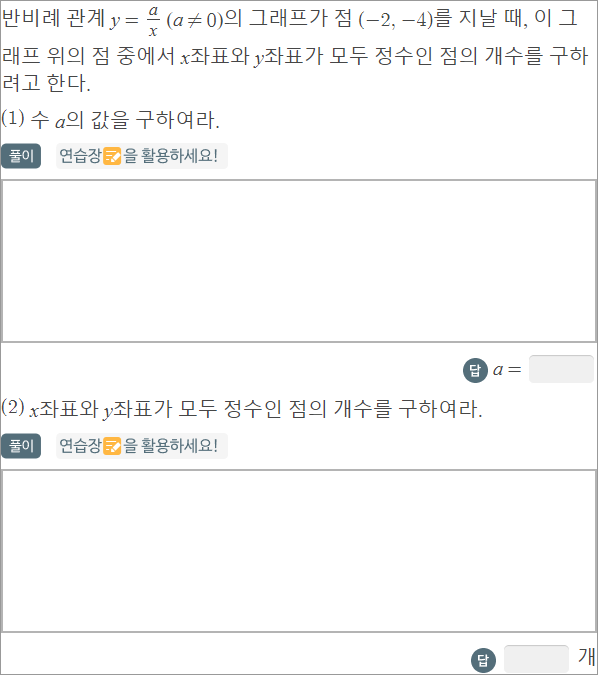 반비례 관계 y = a/x (a ≠ 0)의 그래프가 점 (−2, −4)를 지날 때, 이 그
래프 위의 점 중에서 x좌표와 y좌표가 모두 정수인 점의 개수를 구하
려고 한다.
(1) 수 a의 값을 구하여라.
풀이 연습장을 활용하세요!
답 a =
(2) x좌표와 y좌표가 모두 정수인 점의 개수를 구하여라.
풀이 연습장을 활용하세요!
답 개